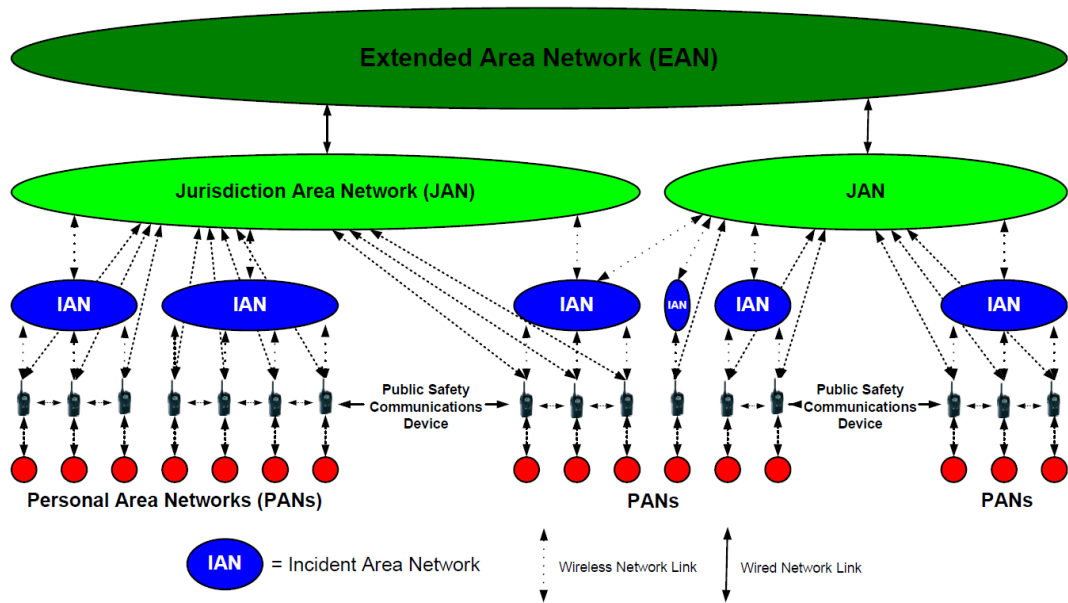 Extended Area Network (EAN)
Jurisdiction Area Network (JAN)
JAN
IAN
IAN
IAN
IAN
IAN
IAN
Public Safety
Communications
Device
Public Safety
Communications
Device
Personal Area Networks (PANs)
PANs
PANs
IAN
= Incident Area Network
Wireless Network Link
Wired Network Link